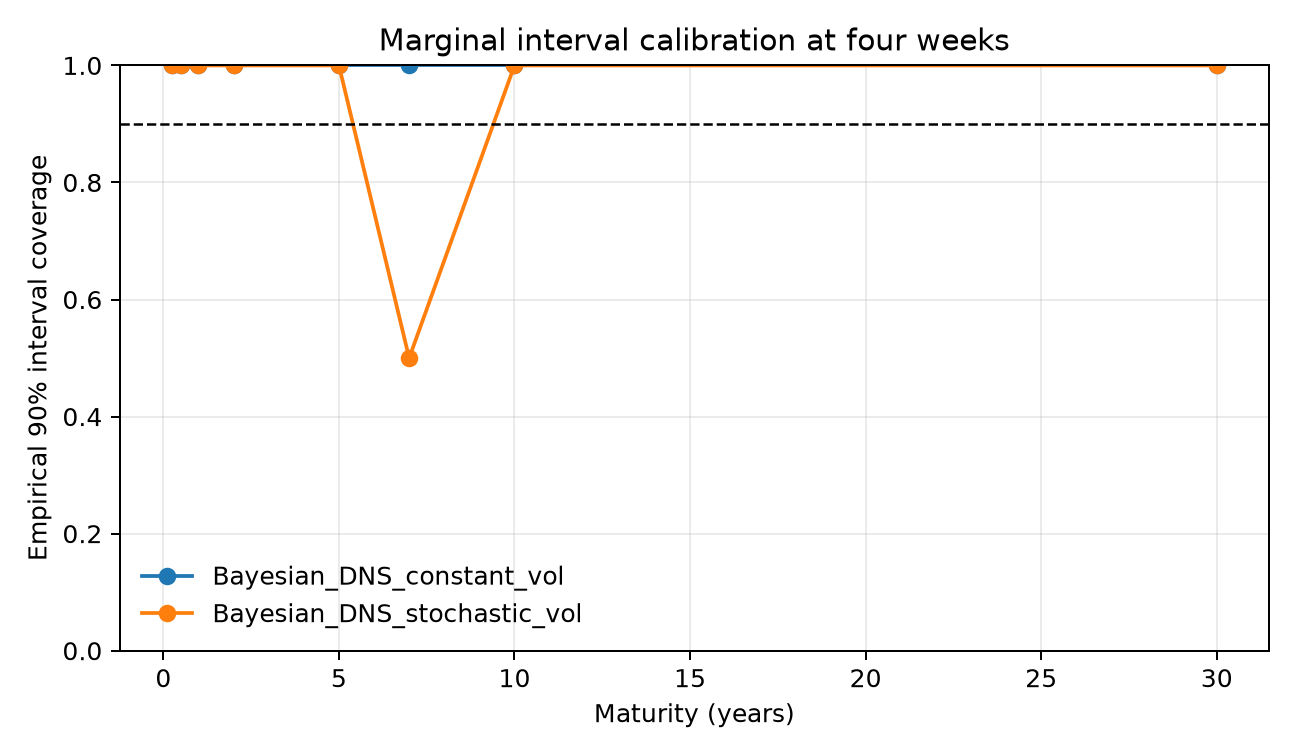 Marginal interval calibration at four weeks
Empirical 90% interval coverage
1.0
0.8
0.6
0.4
0.2
0.0
Bayesian_DNS_constant_vol
Bayesian_DNS_stochastic_vol
0 5 10 15 20 25 30
Maturity (years)